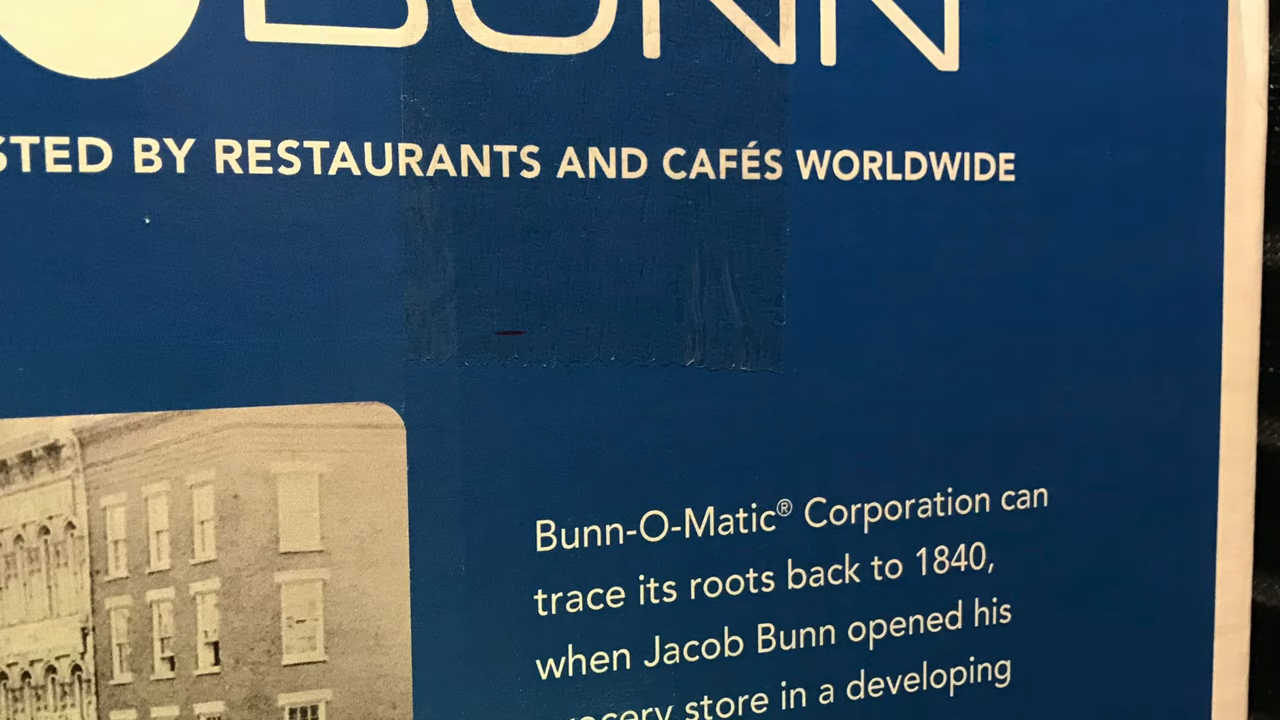 BUNN
BY RESTAURANTS AND CAFÉS WORLDWIDE
Bunn-O-Matic® Corporation can
trace its roots back to 1840,
when Jacob Bunn opened his
store in a developing